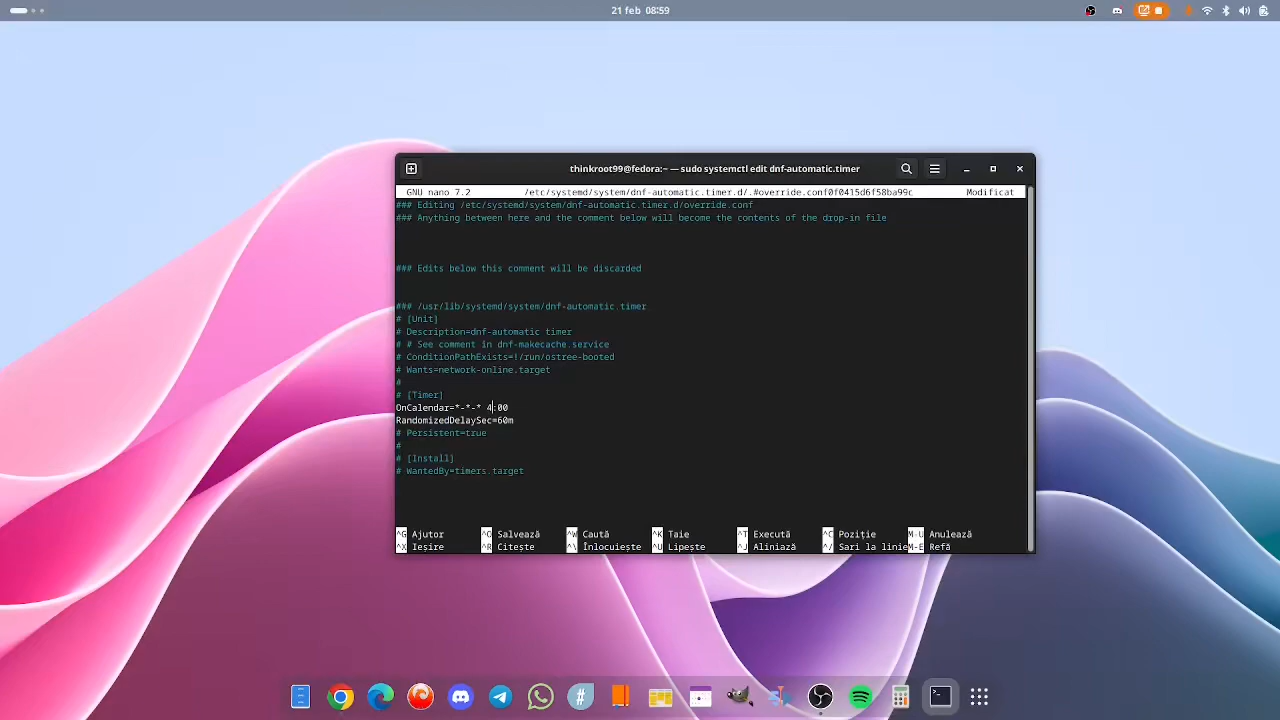 21 feb 08:59
thinkroot99@fedora:~ — sudo systemctl edit dnf-automatic.timer
GNU nano 7.2 /etc/systemd/system/dnf-automatic.timer.d/.#override.conf0f0415d6f58ba99c Modificat
### Editing /etc/systemd/system/dnf-automatic.timer.d/override.conf
### Anything between here and the comment below will become the contents of the drop-in file
### Edits below this comment will be discarded
### /usr/lib/systemd/system/dnf-automatic.timer
# [Unit]
# Description=dnf-automatic timer
# # See comment in dnf-makecache.service
# ConditionPathExists=!/run/ostree-booted
# Wants=network-online.target
#
# [Timer]
OnCalendar=*-*-* 4:00
RandomizedDelaySec=60m
# Persistent=true
#
# [Install]
# WantedBy=timers.target
^G Ajutor ^O Salvează ^W Caută ^K Taie ^T Execută ^C Poziție M-U Anulează
^X Ieșire ^R Citește ^\ Înlocuiește ^U Lipește ^J Aliniază ^/ Sari la linie M-E Refă